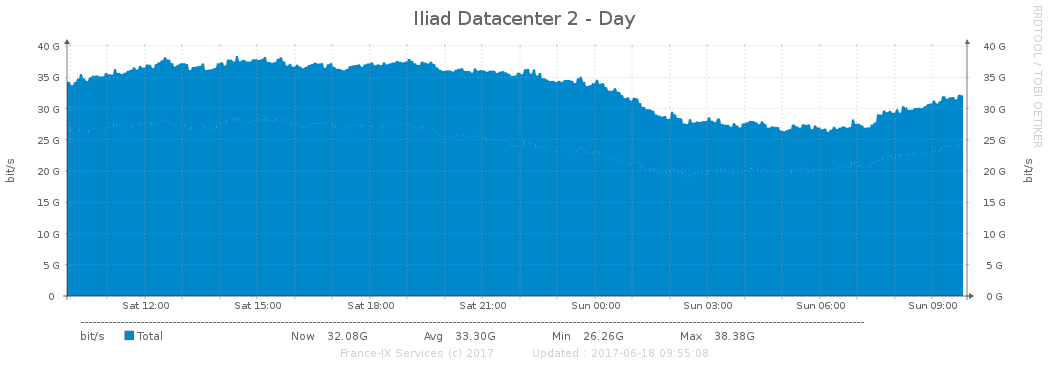 Iliad Datacenter 2 - Day
RRDTOOL / TOBI OETIKER
40 G 40 G
35 G 35 G
30 G 30 G
25 G 25 G
20 G 20 G
15 G 15 G
10 G 10 G
5 G 5 G
0 0 G
bit/s bit/s
Sat 12:00 Sat 15:00 Sat 18:00 Sat 21:00 Sun 00:00 Sun 03:00 Sun 06:00 Sun 09:00
bit/s Total Now 32.08G Avg 33.30G Min 26.26G Max 38.38G
France-IX Services (c) 2017 Updated : 2017-06-18 09:55:08